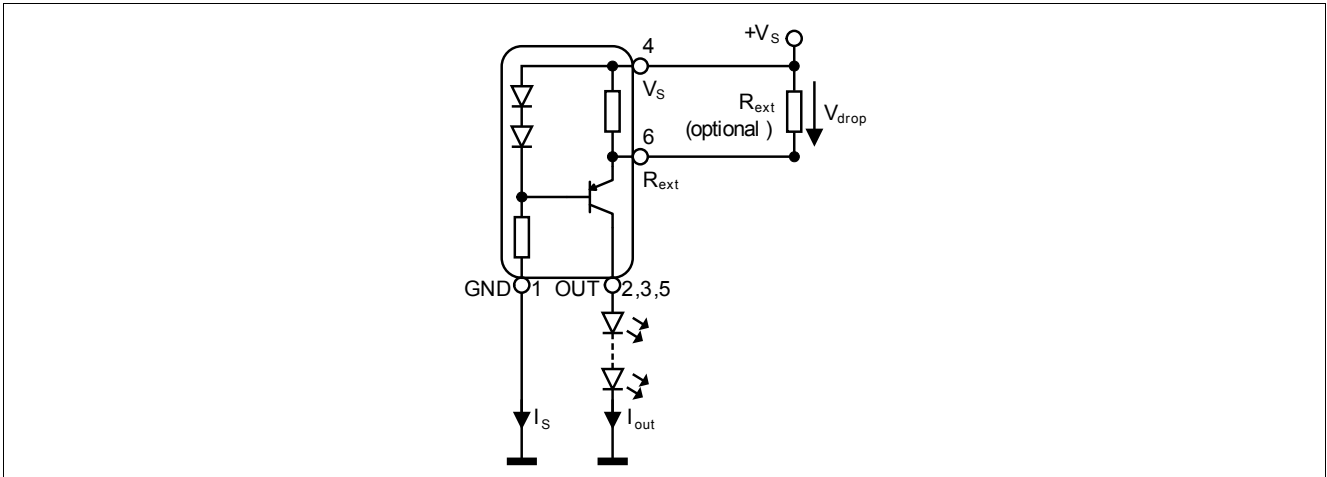 +VS
4
VS
Rext
(optional )
Vdrop
6
Rext
GND 1 OUT 2,3,5
IS
Iout